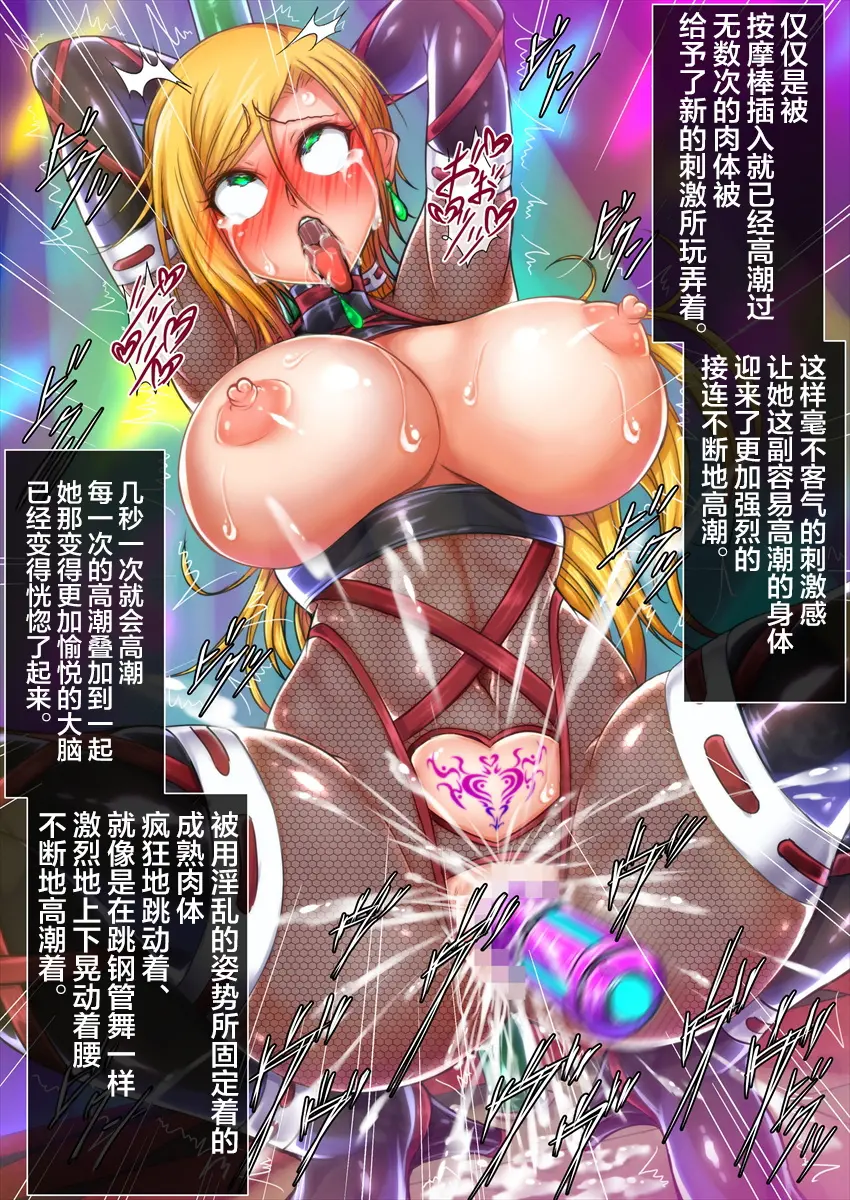 仅仅是被
按摩棒插入就已经高潮过
无数次的肉体被
给予了新的刺激所玩弄着。
这样毫不客气的刺激感
让她这副容易高潮的身体
迎来了更加强烈的
接连不断地高潮。
几秒一次就会高潮
每一次的高潮叠加到一起
她那变得更加愉悦的大脑
已经变得恍惚了起来。
被用淫乱的姿势所固定着的
成熟肉体
疯狂地跳动着、
就像是在跳钢管舞一样
激烈地上下晃动着腰
不断地高潮着。